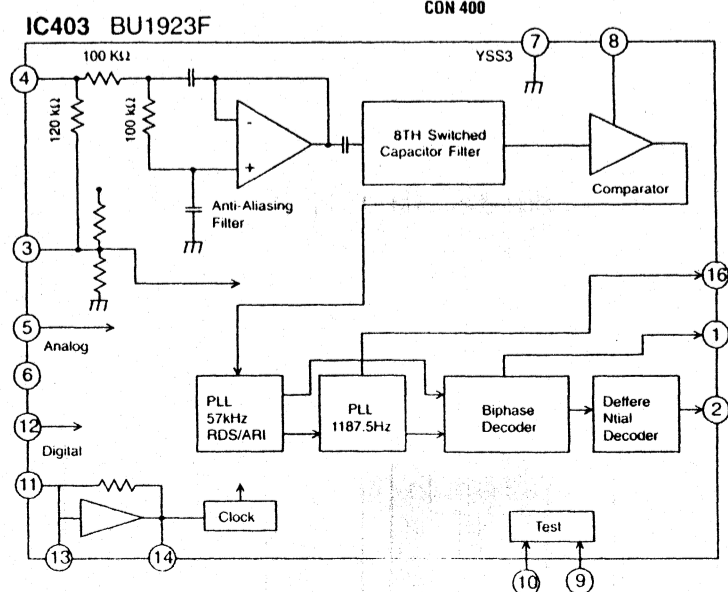 CON 400
IC403 BU1923F
7
8
YSS3
4
100 KΩ
120 kΩ
100 kΩ
-
+
8TH Switched
Capacitor Filter
Comparator
Anti-Aliasing
Filter
3
16
5
Analog
1
6
PLL
57kHz
RDS/ARI
PLL
1187.5Hz
Biphase
Decoder
Deffere
Ntial
Decoder
2
12
Digital
11
Clock
Test
13
14
10
9